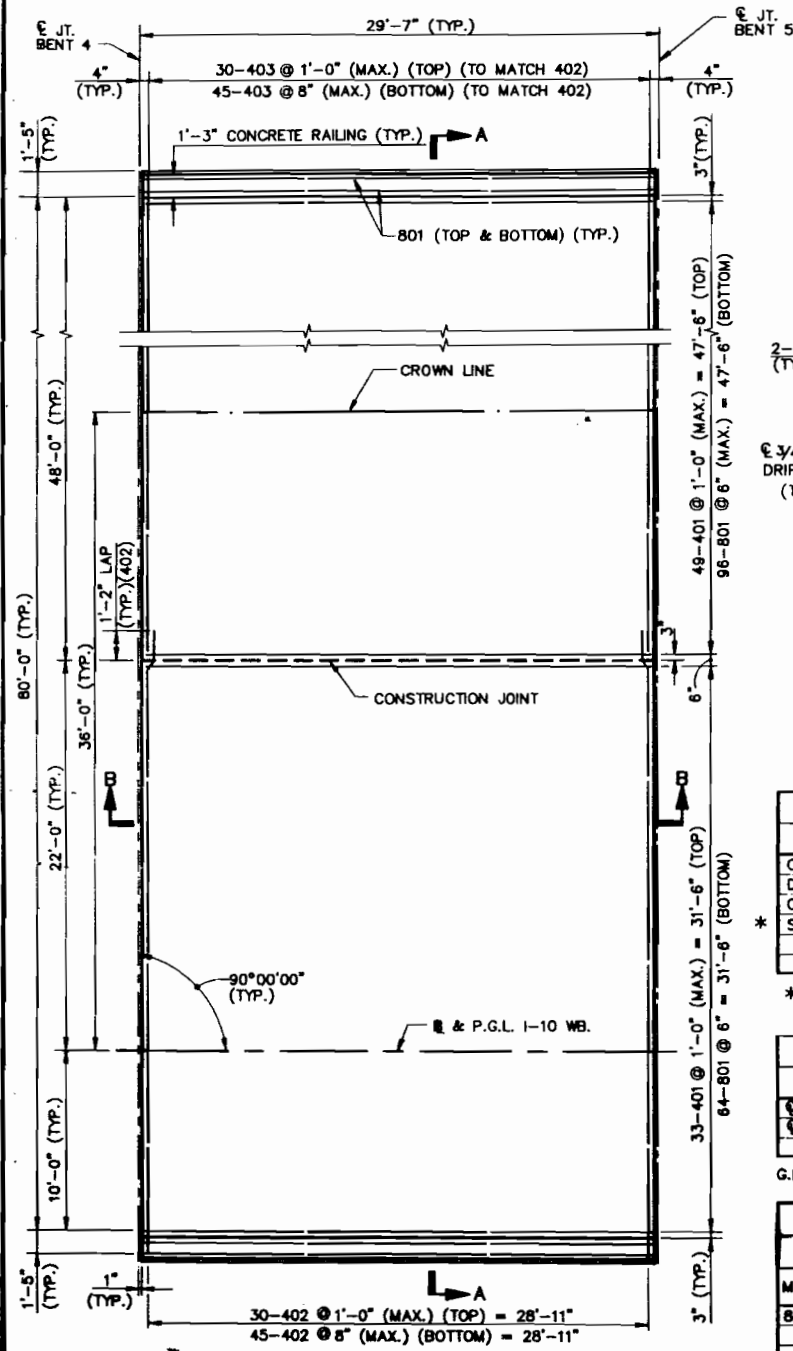 ℄ JT.
BENT 4
29'-7" (TYP.)
℄ JT.
BENT 5
4"
(TYP.)
30-403 @ 1'-0" (MAX.) (TOP) (TO MATCH 402)
45-403 @ 8" (MAX.) (BOTTOM) (TO MATCH 402)
4"
(TYP.)
1'-5"
(TYP.)
1'-3" CONCRETE RAILING (TYP.)
A
3"(TYP.)
801 (TOP & BOTTOM) (TYP.)
CROWN LINE
48'-0" (TYP.)
49-401 @ 1'-0" (MAX.) = 47'-6" (TOP)
96-801 @ 6" (MAX.) = 47'-6" (BOTTOM)
2-
(TY
℄ 3/4
DRIP
(T
1'-2" LAP
(TYP.)(402)
80'-0" (TYP.)
36'-0" (TYP.)
3"
6"
CONSTRUCTION JOINT
B
B
22'-0" (TYP.)
33-401 @ 1'-0" (MAX.) = 31'-6" (TOP)
64-801 @ 6" = 31'-6" (BOTTOM)
*
*
90°00'00"
(TYP.)
& P.G.L. I-10 WB.
10'-0" (TYP.)
1'-5"
(TYP.)
1"
(TYP.)
A
3" (TYP.)
30-402 @ 1'-0" (MAX.) (TOP) = 28'-11"
45-402 @ 8" (MAX.) (BOTTOM) = 28'-11"
M
8